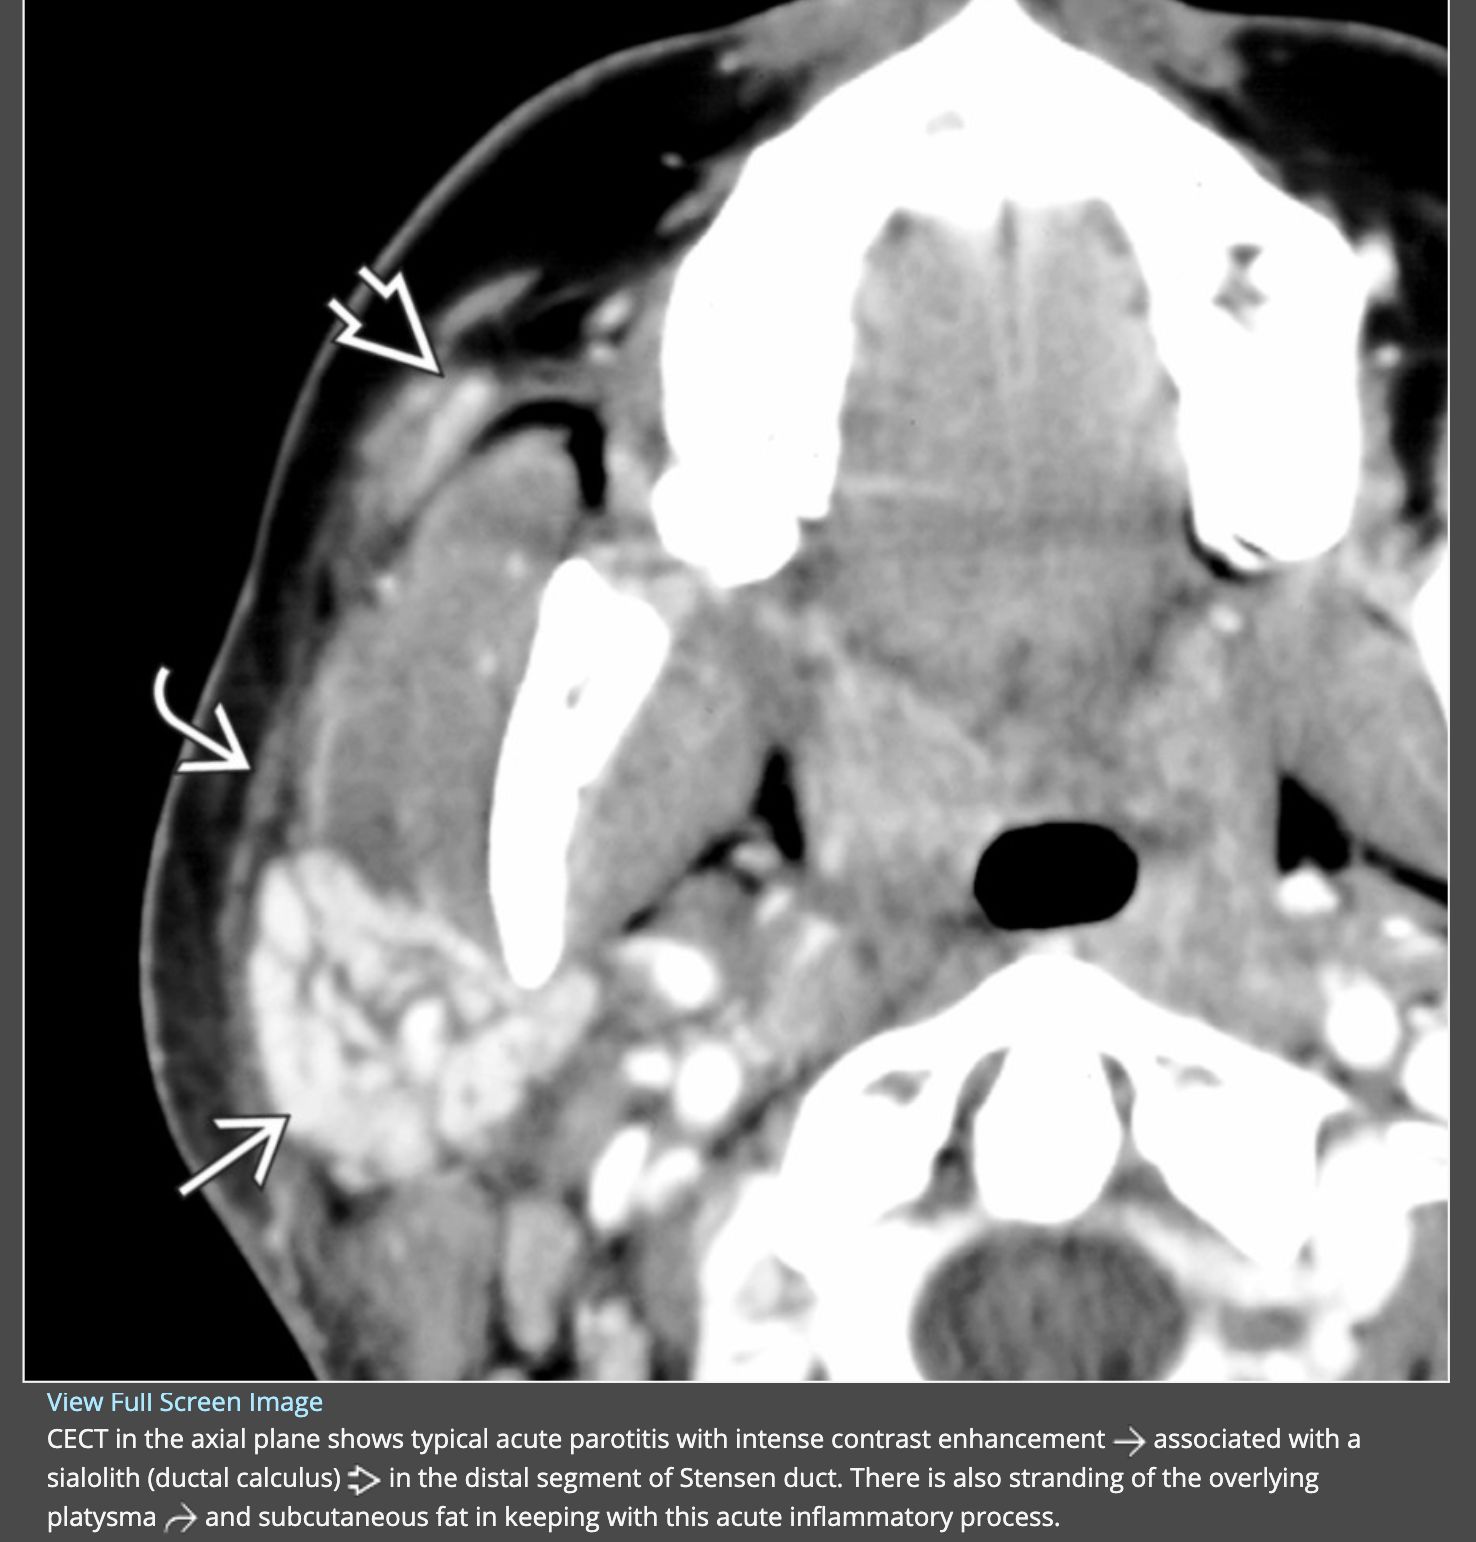 View Full Screen Image
CECT in the axial plane shows typical acute parotitis with intense contrast enhancement → associated with a
sialolith (ductal calculus) ⇨ in the distal segment of Stensen duct. There is also stranding of the overlying
platysma ↷ and subcutaneous fat in keeping with this acute inflammatory process.